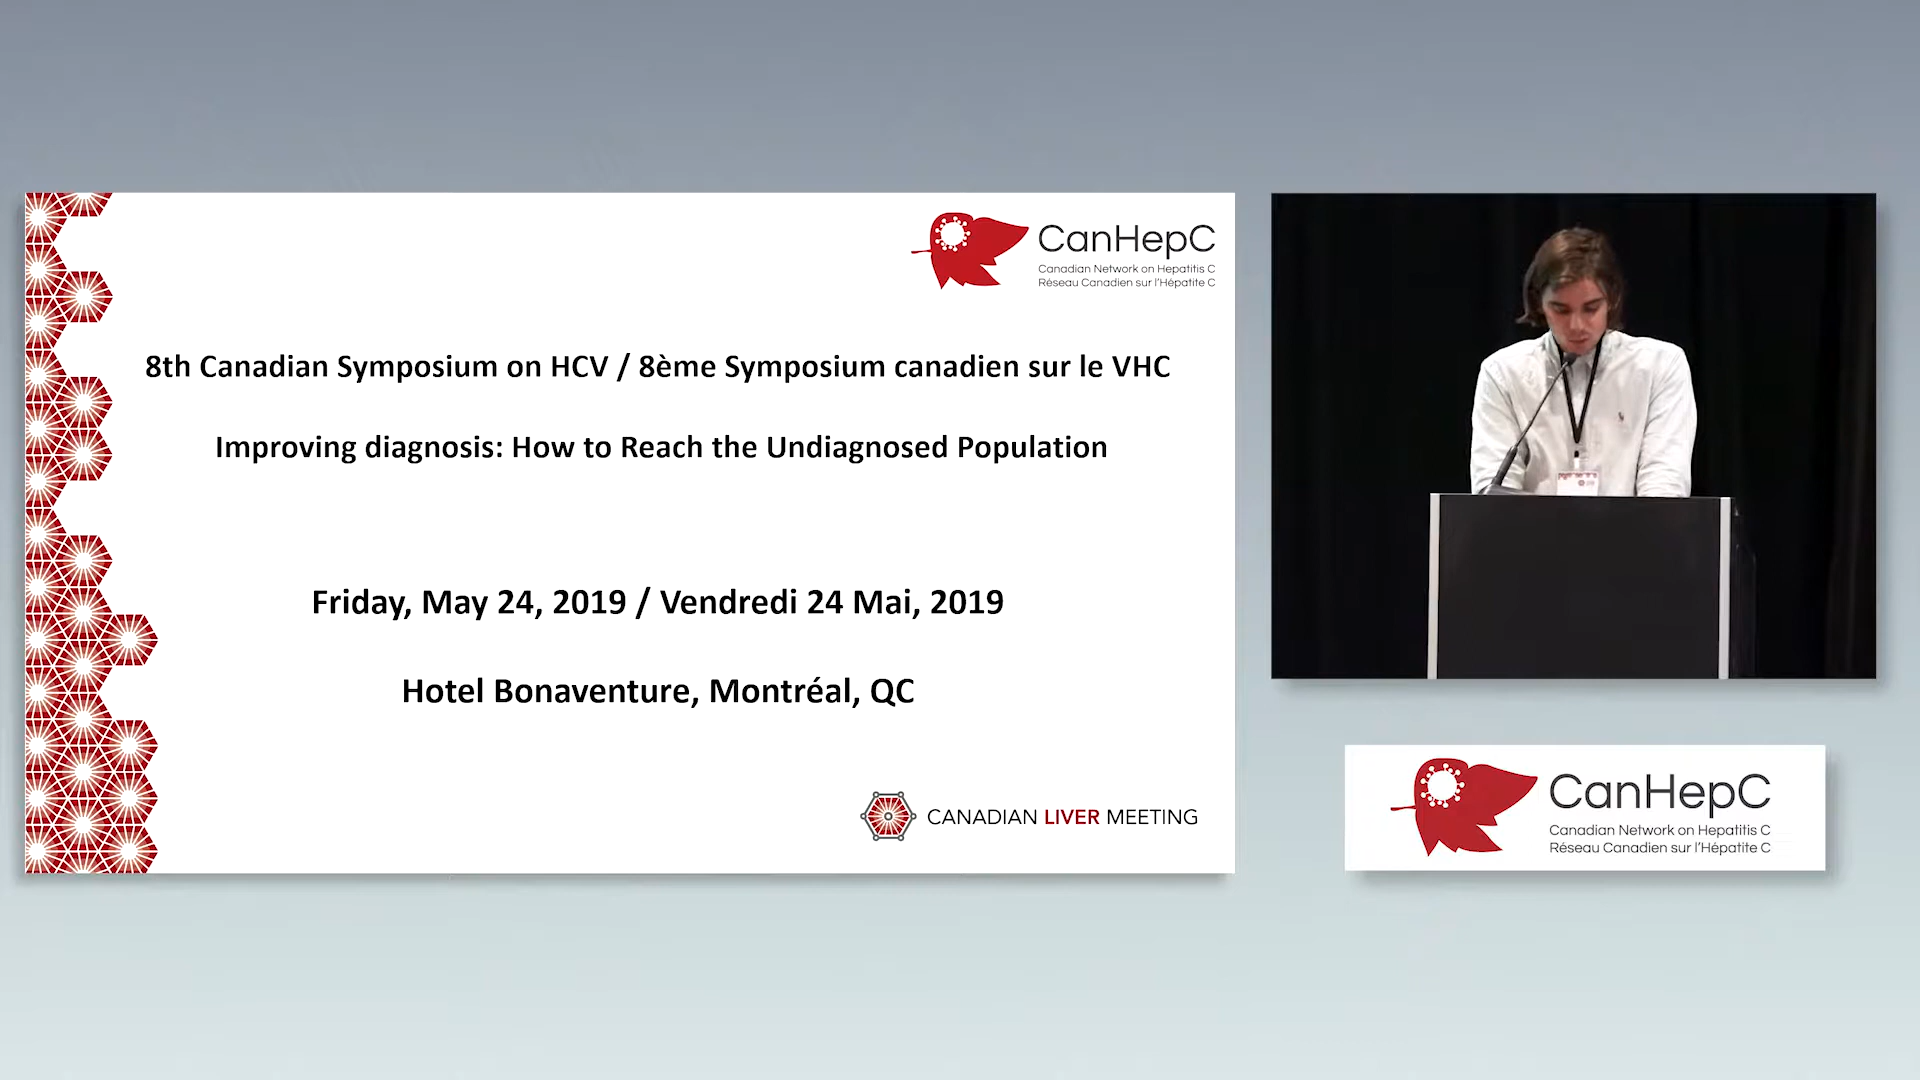 CanHepC
Canadian Network on Hepatitis C
Réseau Canadien sur l'Hépatite C
8th Canadian Symposium on HCV / 8ème Symposium canadien sur le VHC
Improving diagnosis: How to Reach the Undiagnosed Population
Friday, May 24, 2019 / Vendredi 24 Mai, 2019
Hotel Bonaventure, Montréal, QC
CANADIAN LIVER MEETING
CanHepC
Canadian Network on Hepatitis C
Réseau Canadien sur l'Hépatite C